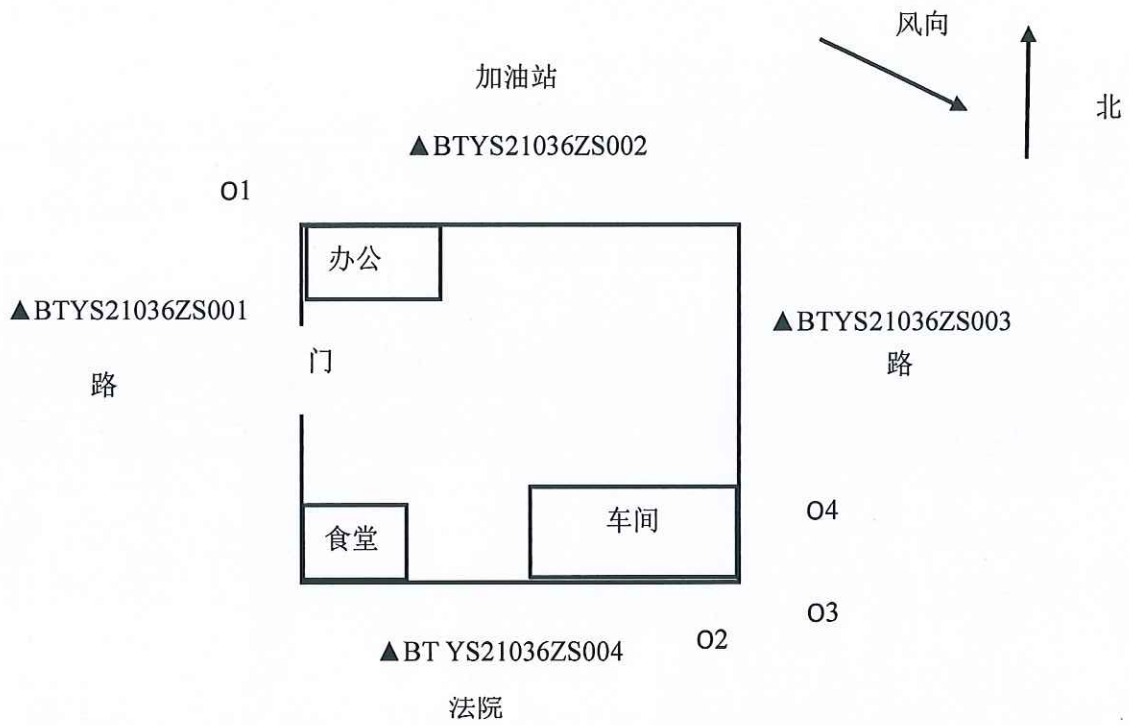 风向
加油站
北
▲BTYS21036ZS002
O1
办公
▲BTYS21036ZS001
▲BTYS21036ZS003
门
路
路
O4
车间
食堂
O3
O2
▲BT YS21036ZS004
法院